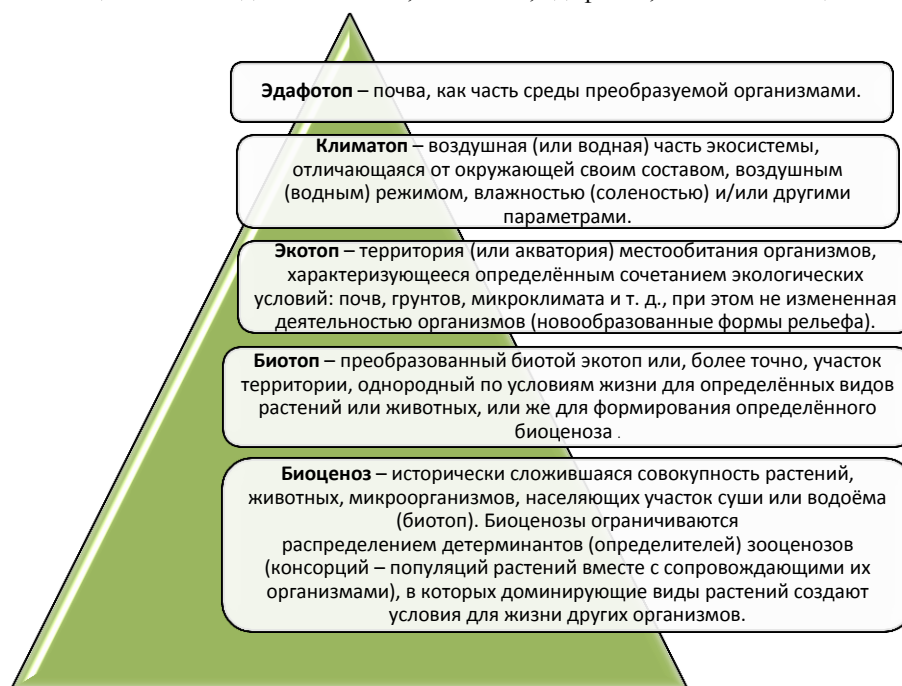 Эдафотоп – почва, как часть среды преобразуемой организмами.
Климатоп – воздушная (или водная) часть экосистемы,
отличающаяся от окружающей своим составом, воздушным
(водным) режимом, влажностью (соленостью) и/или другими
параметрами.
Экотоп – территория (или акватория) местообитания организмов,
характеризующееся определённым сочетанием экологических
условий: почв, грунтов, микроклимата и т. д., при этом не измененная
деятельностью организмов (новообразованные формы рельефа).
Биотоп – преобразованный биотой экотоп или, более точно, участок
территории, однородный по условиям жизни для определённых видов
растений или животных, или же для формирования определённого
биоценоза .
Биоценоз – исторически сложившаяся совокупность растений,
животных, микроорганизмов, населяющих участок суши или водоёма
(биотоп). Биоценозы ограничиваются
распределением детерминантов (определителей) зооценозов
(консорций – популяций растений вместе с сопровождающими их
организмами), в которых доминирующие виды растений создают
условия для жизни других организмов.